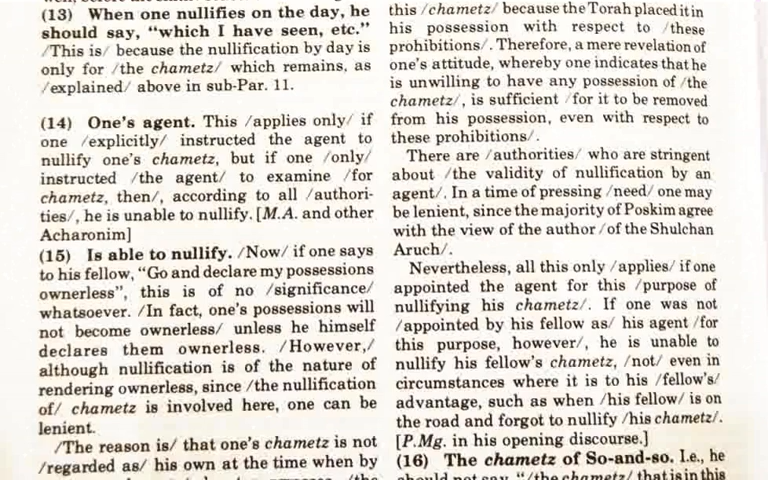 (13) When one nullifies on the day, he
should say, "which I have seen, etc."
/This is/ because the nullification by day is
only for /the chametz/ which remains, as
/explained/ above in sub-Par. 11.
(14) One's agent. This /applies only/ if
one /explicitly/ instructed the agent to
nullify one's chametz, but if one /only/
instructed /the agent/ to examine /for
chametz, then/, according to all /authori-
ties/, he is unable to nullify. [M.A. and other
Acharonim]
(15) Is able to nullify. /Now/ if one says
to his fellow, "Go and declare my possessions
ownerless", this is of no /significance/
whatsoever. /In fact, one's possessions will
not become ownerless/ unless he himself
declares them ownerless. /However,/
although nullification is of the nature of
rendering ownerless, since /the nullification
of/ chametz is involved here, one can be
lenient.
/The reason is/ that one's chametz is not
/regarded as/ his own at the time when by
this /chametz/ because the Torah placed it in
his possession with respect to /these
prohibitions/. Therefore, a mere revelation of
one's attitude, whereby one indicates that he
is unwilling to have any possession of /the
chametz/, is sufficient /for it to be removed
from his possession, even with respect to
these prohibitions/.
There are /authorities/ who are stringent
about /the validity of nullification by an
agent/. In a time of pressing /need/ one may
be lenient, since the majority of Poskim agree
with the view of the author /of the Shulchan
Aruch/.
Nevertheless, all this only /applies/ if one
appointed the agent for this /purpose of
nullifying his chametz/. If one was not
/appointed by his fellow as/ his agent /for
this purpose, however/, he is unable to
nullify his fellow's chametz, /not/ even in
circumstances where it is to his /fellow's/
advantage, such as when /his fellow/ is on
the road and forgot to nullify /his chametz/.
[P.Mg. in his opening discourse.]
(16) The chametz of So-and-so. I.e., he
should not say, "/the chametz/ that is in this